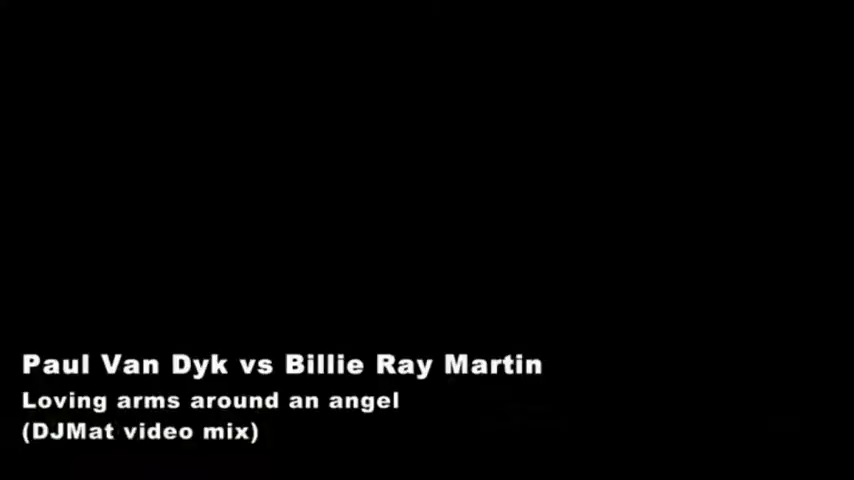 Paul Van Dyk vs Billie Ray Martin
Loving arms around an angel
(DJMat video mix)